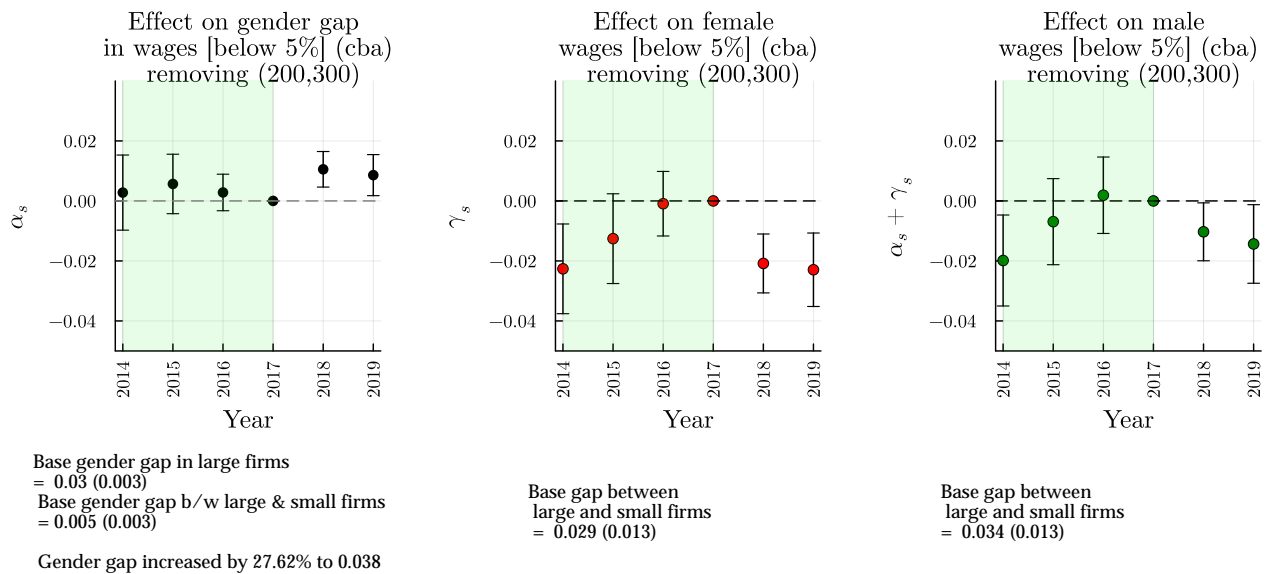 Effect on gender gap
in wages [below 5%] (cba)
removing (200,300)
0.02
0.00
−0.02
−0.04
α_s
2014
2015
2016
2017
2018
2019
Year
Base gender gap in large firms
= 0.03 (0.003)
Base gender gap b/w large & small firms
= 0.005 (0.003)
Gender gap increased by 27.62% to 0.038
Effect on female
wages [below 5%] (cba)
removing (200,300)
0.02
0.00
−0.02
−0.04
γ_s
2014
2015
2016
2017
2018
2019
Year
Base gap between
large and small firms
= 0.029 (0.013)
Effect on male
wages [below 5%] (cba)
removing (200,300)
0.02
0.00
−0.02
−0.04
α_s + γ_s
2014
2015
2016
2017
2018
2019
Year
Base gap between
large and small firms
= 0.034 (0.013)